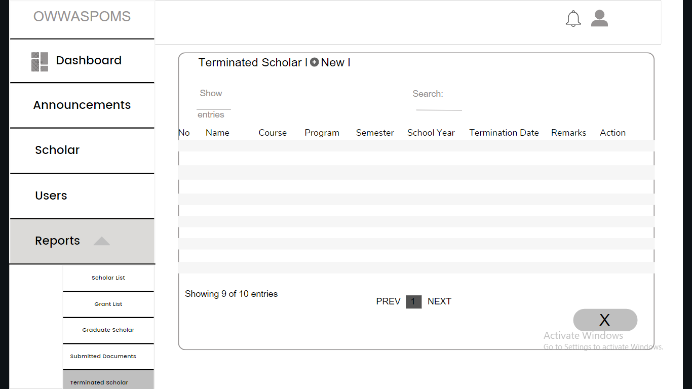 OWWASPOMS
Dashboard
Announcements
Scholar
Users
Reports
Scholar List
Grant List
Graduate Scholar
Submitted Documents
Terminated Scholar
Terminated Scholar | New |
Show
entries
Search:
No Name Course Program Semester School Year Termination Date Remarks Action
Showing 9 of 10 entries
PREV 1 NEXT
X
Activate Windows
Go to Settings to activate Windows.